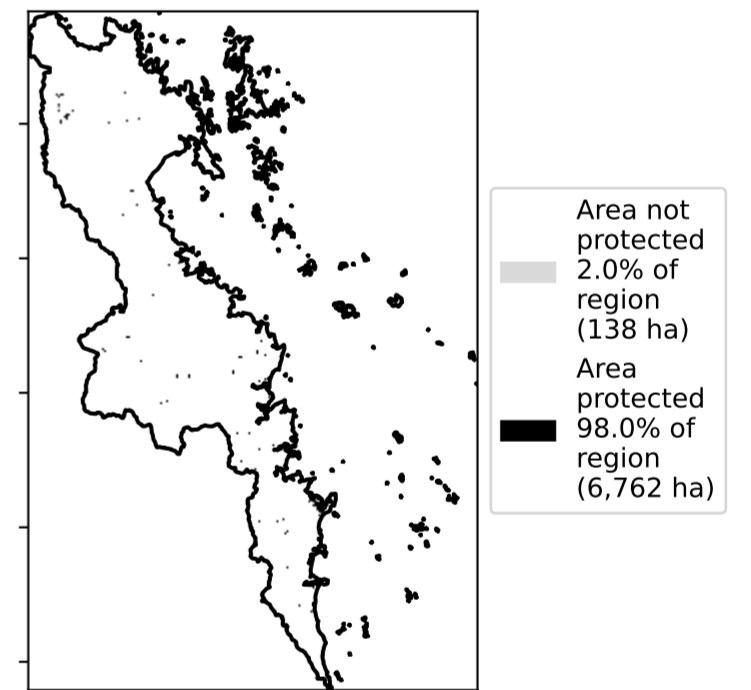 Area not
protected
2.0% of
region
(138 ha)
Area
protected
98.0% of
region
(6,762 ha)